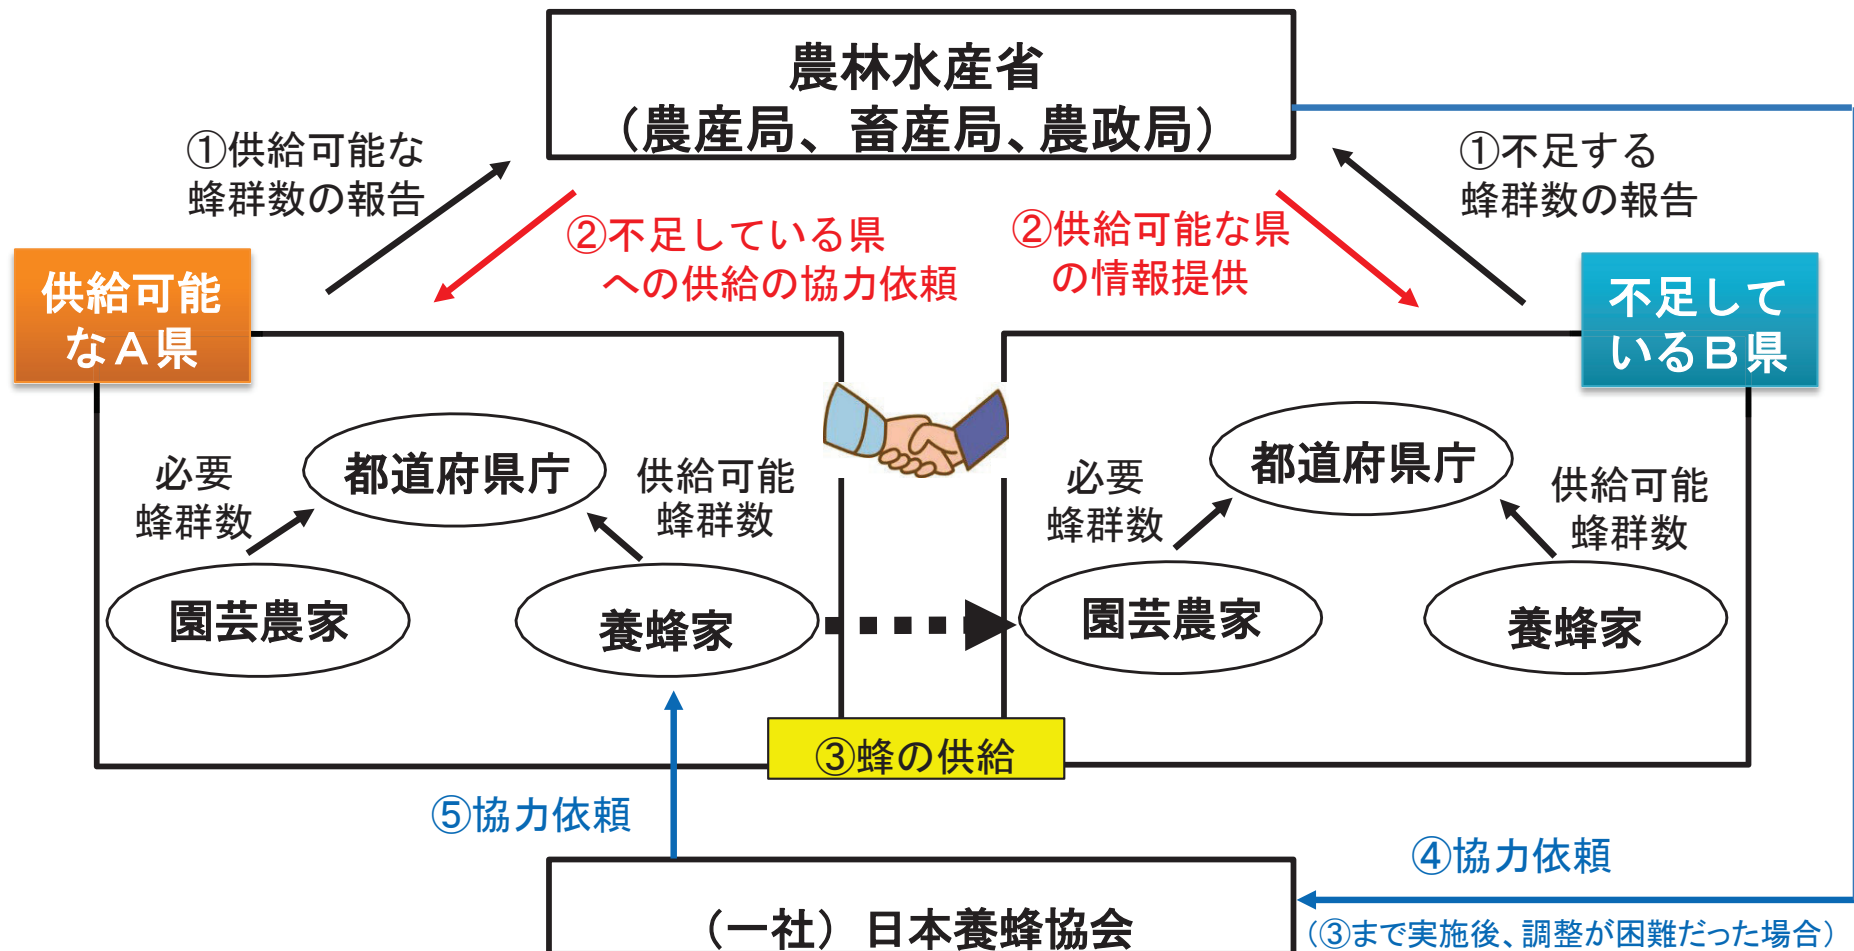 農林水産省
（農産局、畜産局、農政局）
①供給可能な
蜂群数の報告
①不足する
蜂群数の報告
②不足している県
への供給の協力依頼
②供給可能な県
の情報提供
供給可能
なＡ県
不足して
いるＢ県
都道府県庁
必要
蜂群数
供給可能
蜂群数
園芸農家
養蜂家
都道府県庁
必要
蜂群数
供給可能
蜂群数
園芸農家
養蜂家
③蜂の供給
⑤協力依頼
④協力依頼
（一社）日本養蜂協会
（③まで実施後、調整が困難だった場合）